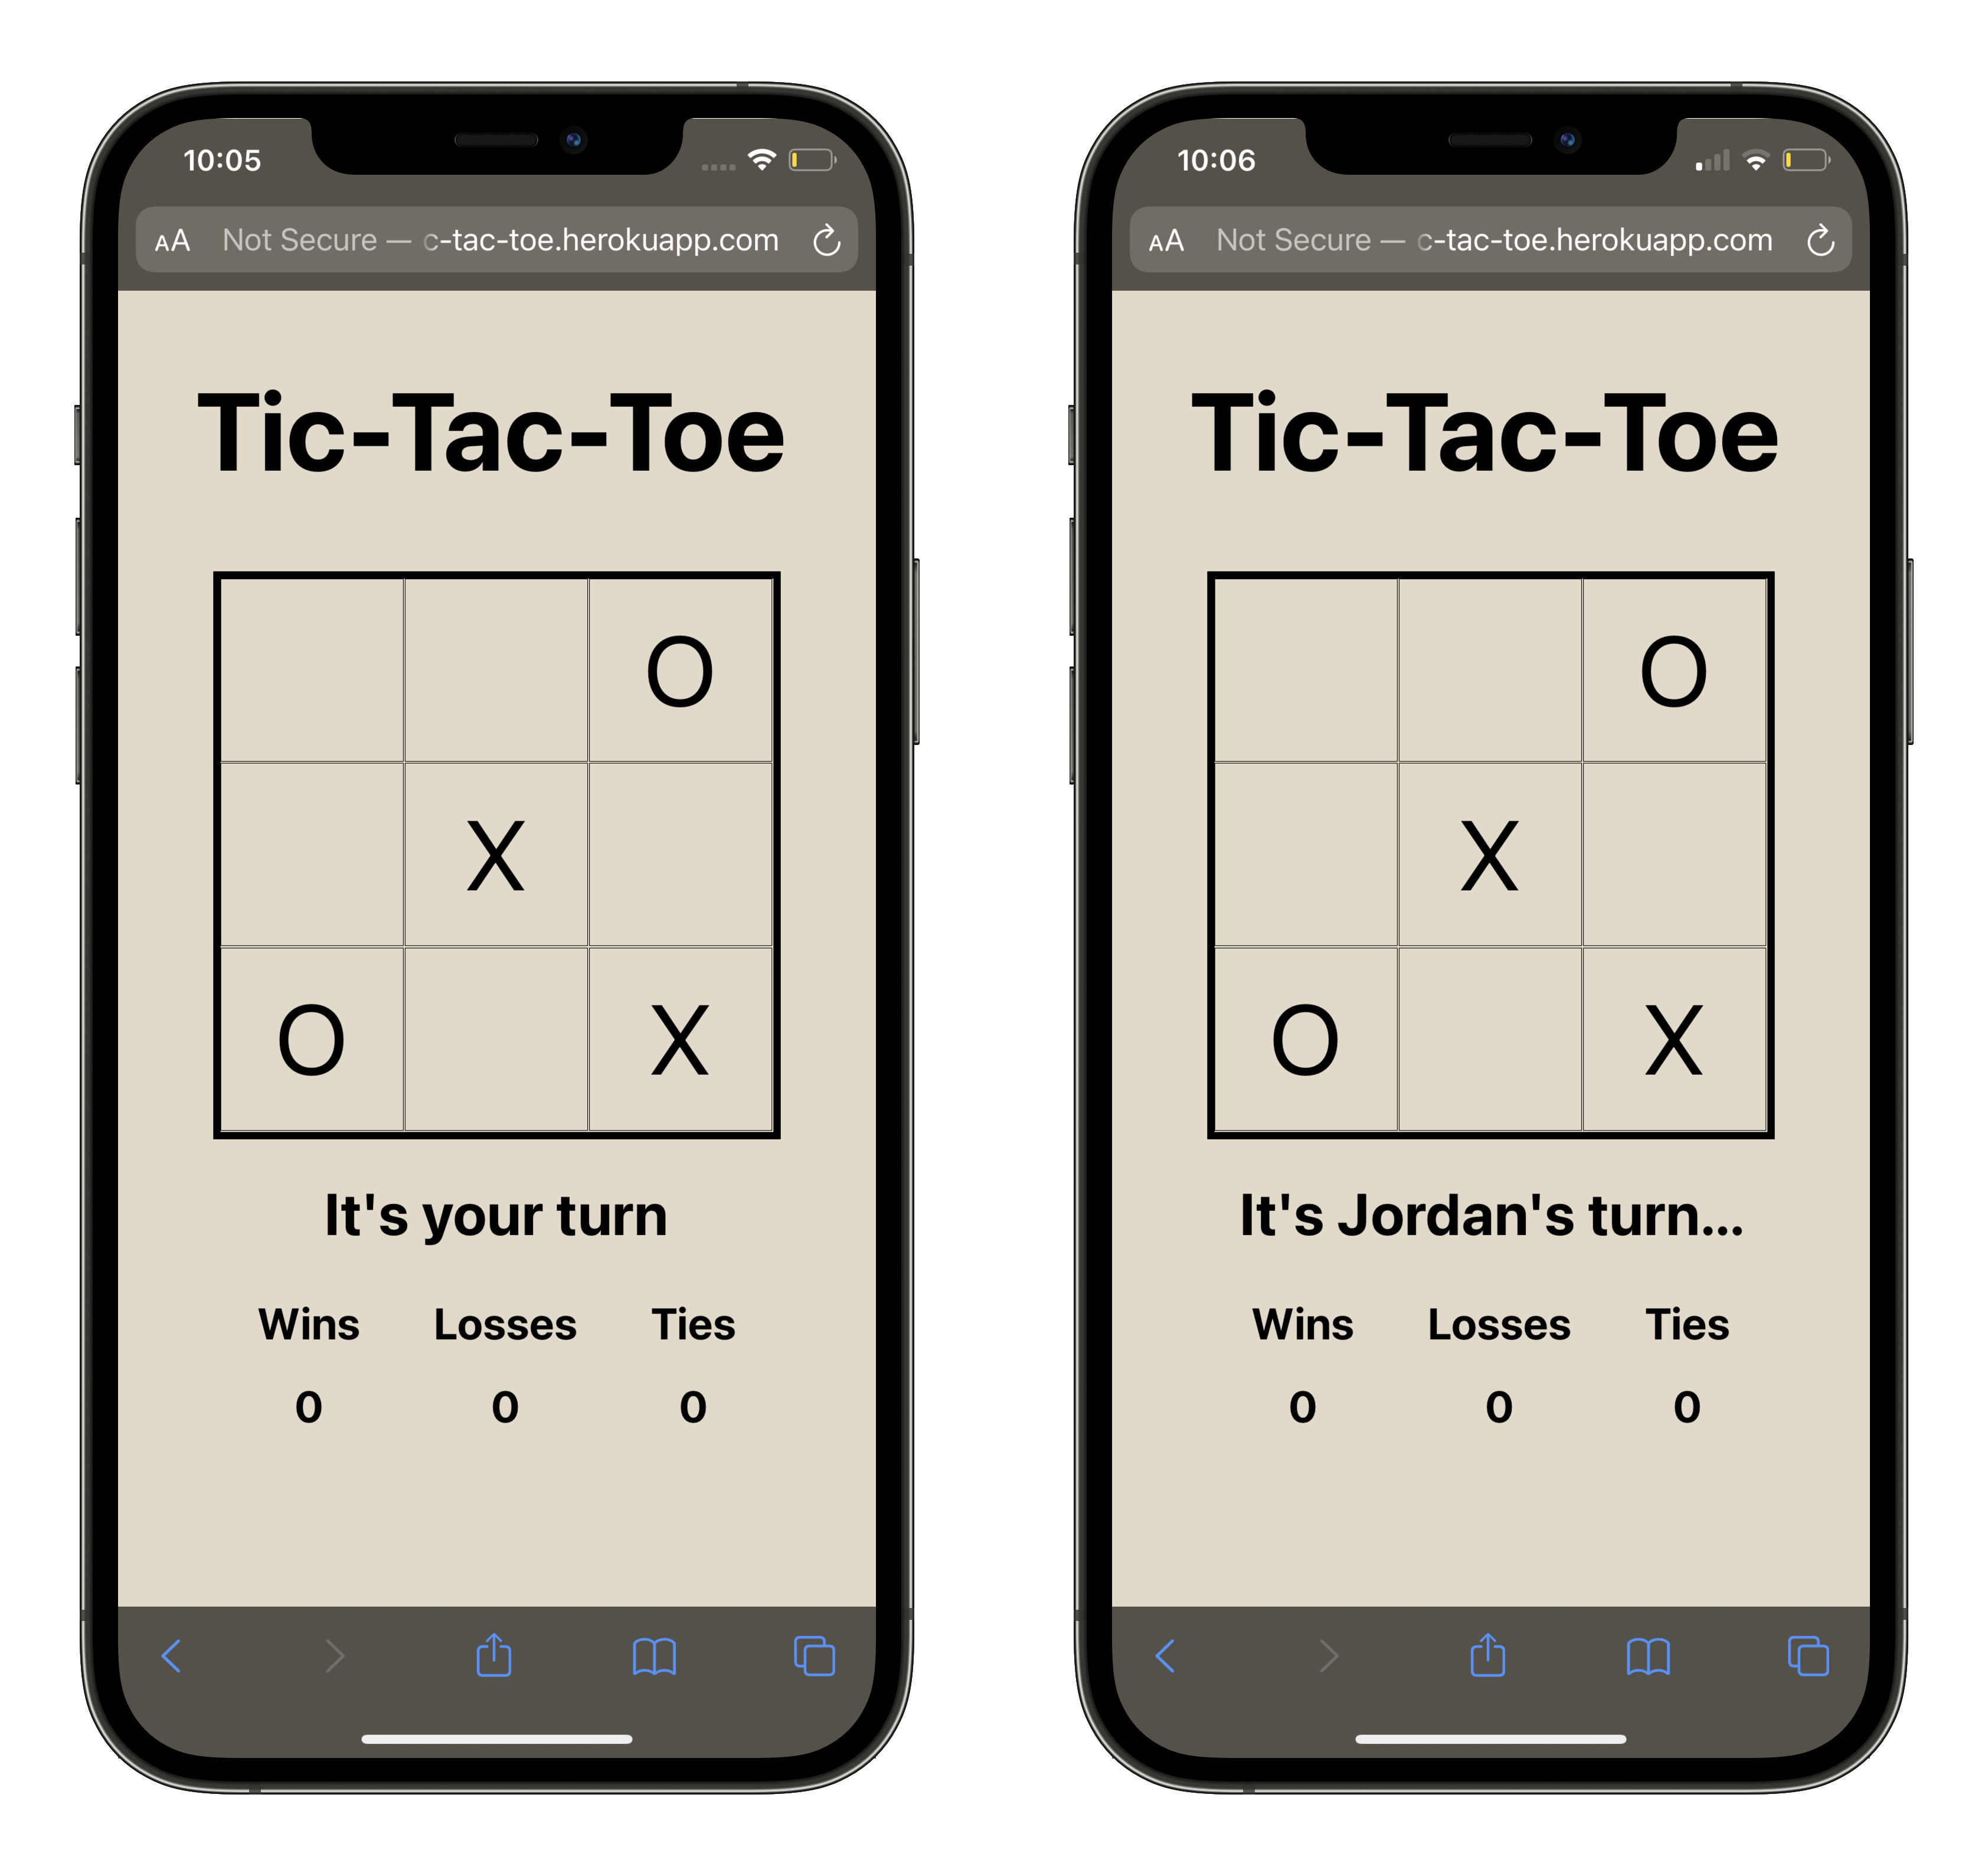 10:05
AA Not Secure — c-tac-toe.herokuapp.com
Tic-Tac-Toe
O
X
O X
It's your turn
Wins Losses Ties
0 0 0
10:06
AA Not Secure — c-tac-toe.herokuapp.com
Tic-Tac-Toe
O
X
O X
It's Jordan's turn...
Wins Losses Ties
0 0 0